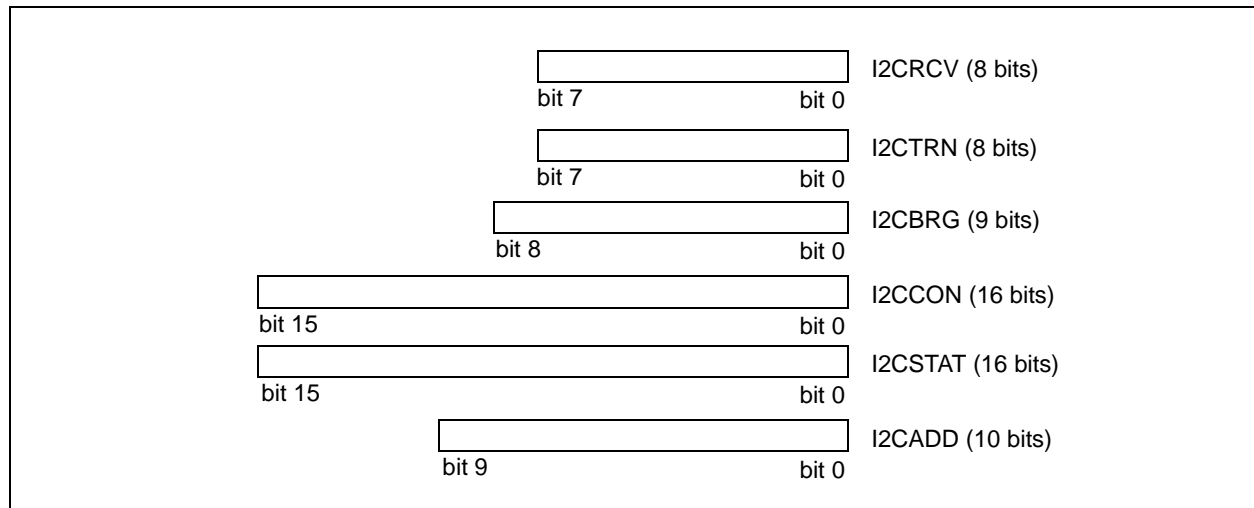 I2CRCV (8 bits)
bit 7 bit 0
I2CTRN (8 bits)
bit 7 bit 0
I2CBRG (9 bits)
bit 8 bit 0
I2CCON (16 bits)
bit 15 bit 0
I2CSTAT (16 bits)
bit 15 bit 0
I2CADD (10 bits)
bit 9 bit 0